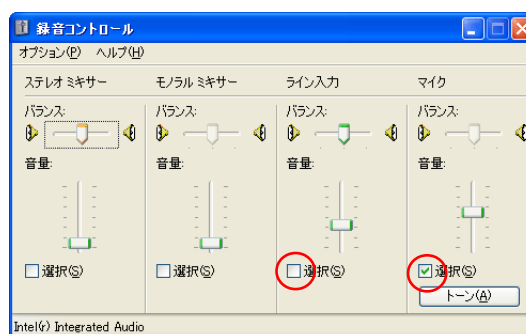 録音コントロール
オプション(P) ヘルプ(H)
ステレオ ミキサー モノラル ミキサー ライン入力 マイク
バランス: バランス: バランス: バランス:
音量: 音量: 音量: 音量:
選択(S) 選択(S) 選択(S) 選択(S)
トーン(A)
Intel(r) Integrated Audio